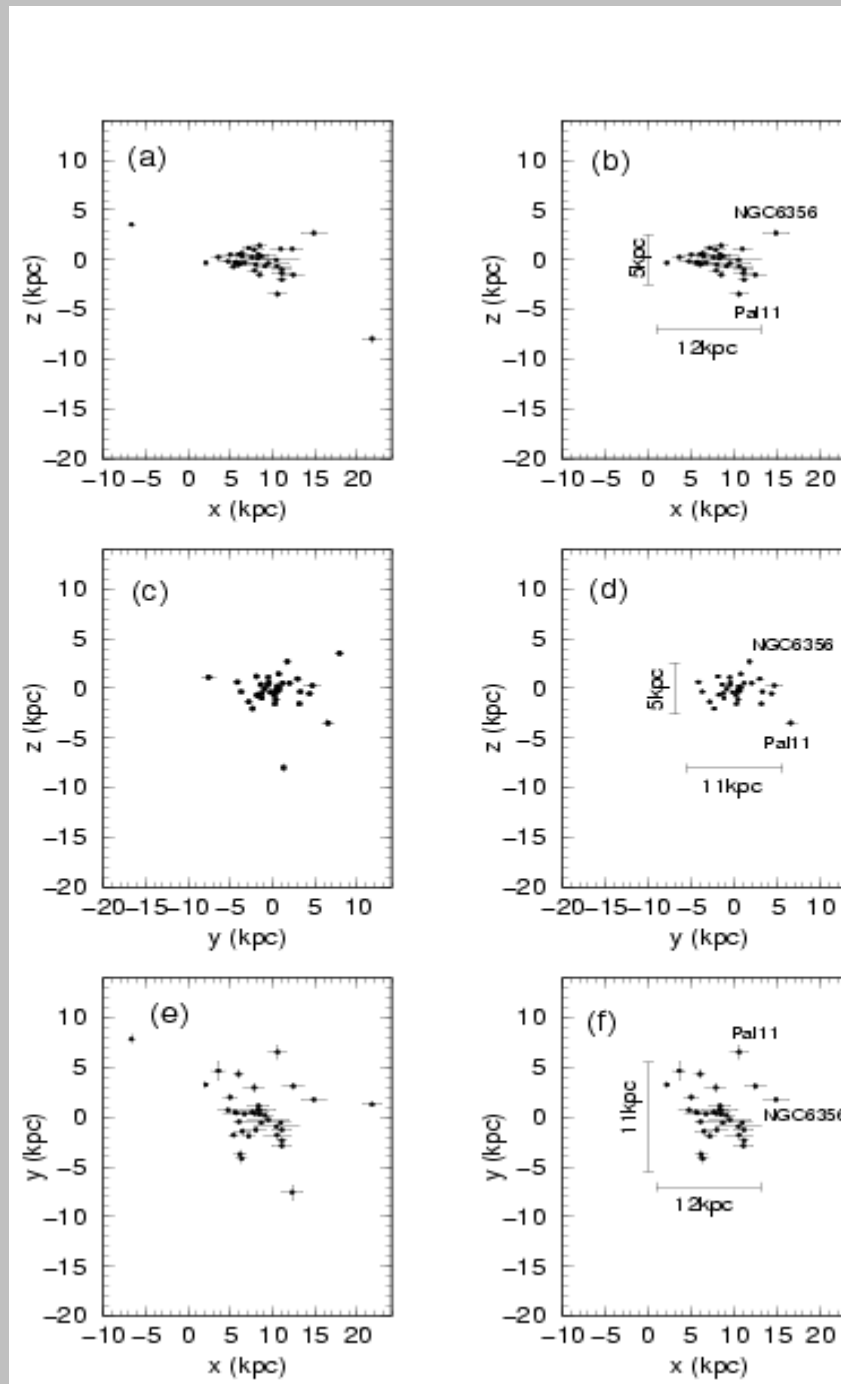 (a)
10
5
0
−5
−10
−15
−20
z (kpc)
−10 −5 0 5 10 15 20
x (kpc)
(b)
NGC6356
5kpc
Pal11
12kpc
10
5
0
−5
−10
−15
−20
z (kpc)
−10 −5 0 5 10 15 20
x (kpc)
(c)
10
5
0
−5
−10
−15
−20
z (kpc)
−20 −15 −10 −5 0 5 10
y (kpc)
(d)
NGC6356
5kpc
Pal11
11kpc
10
5
0
−5
−10
−15
−20
z (kpc)
−20 −15 −10 −5 0 5 10
y (kpc)
(e)
10
5
0
−5
−10
−15
−20
y (kpc)
−10 −5 0 5 10 15 20
x (kpc)
(f)
Pal11
11kpc
NGC6356
12kpc
10
5
0
−5
−10
−15
−20
y (kpc)
−10 −5 0 5 10 15 20
x (kpc)